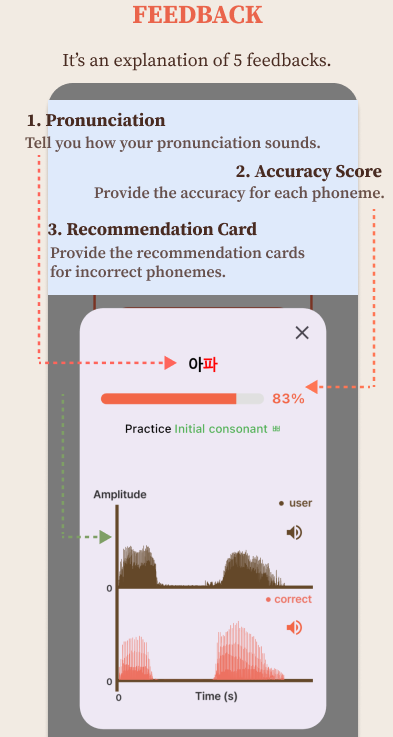 FEEDBACK
It's an explanation of 5 feedbacks.
1. Pronunciation
Tell you how your pronunciation sounds.
2. Accuracy Score
Provide the accuracy for each phoneme.
3. Recommendation Card
Provide the recommendation cards
for incorrect phonemes.
아파
83%
Practice Initial consonant ㅃ
Amplitude
user
0
correct
0
0
Time (s)